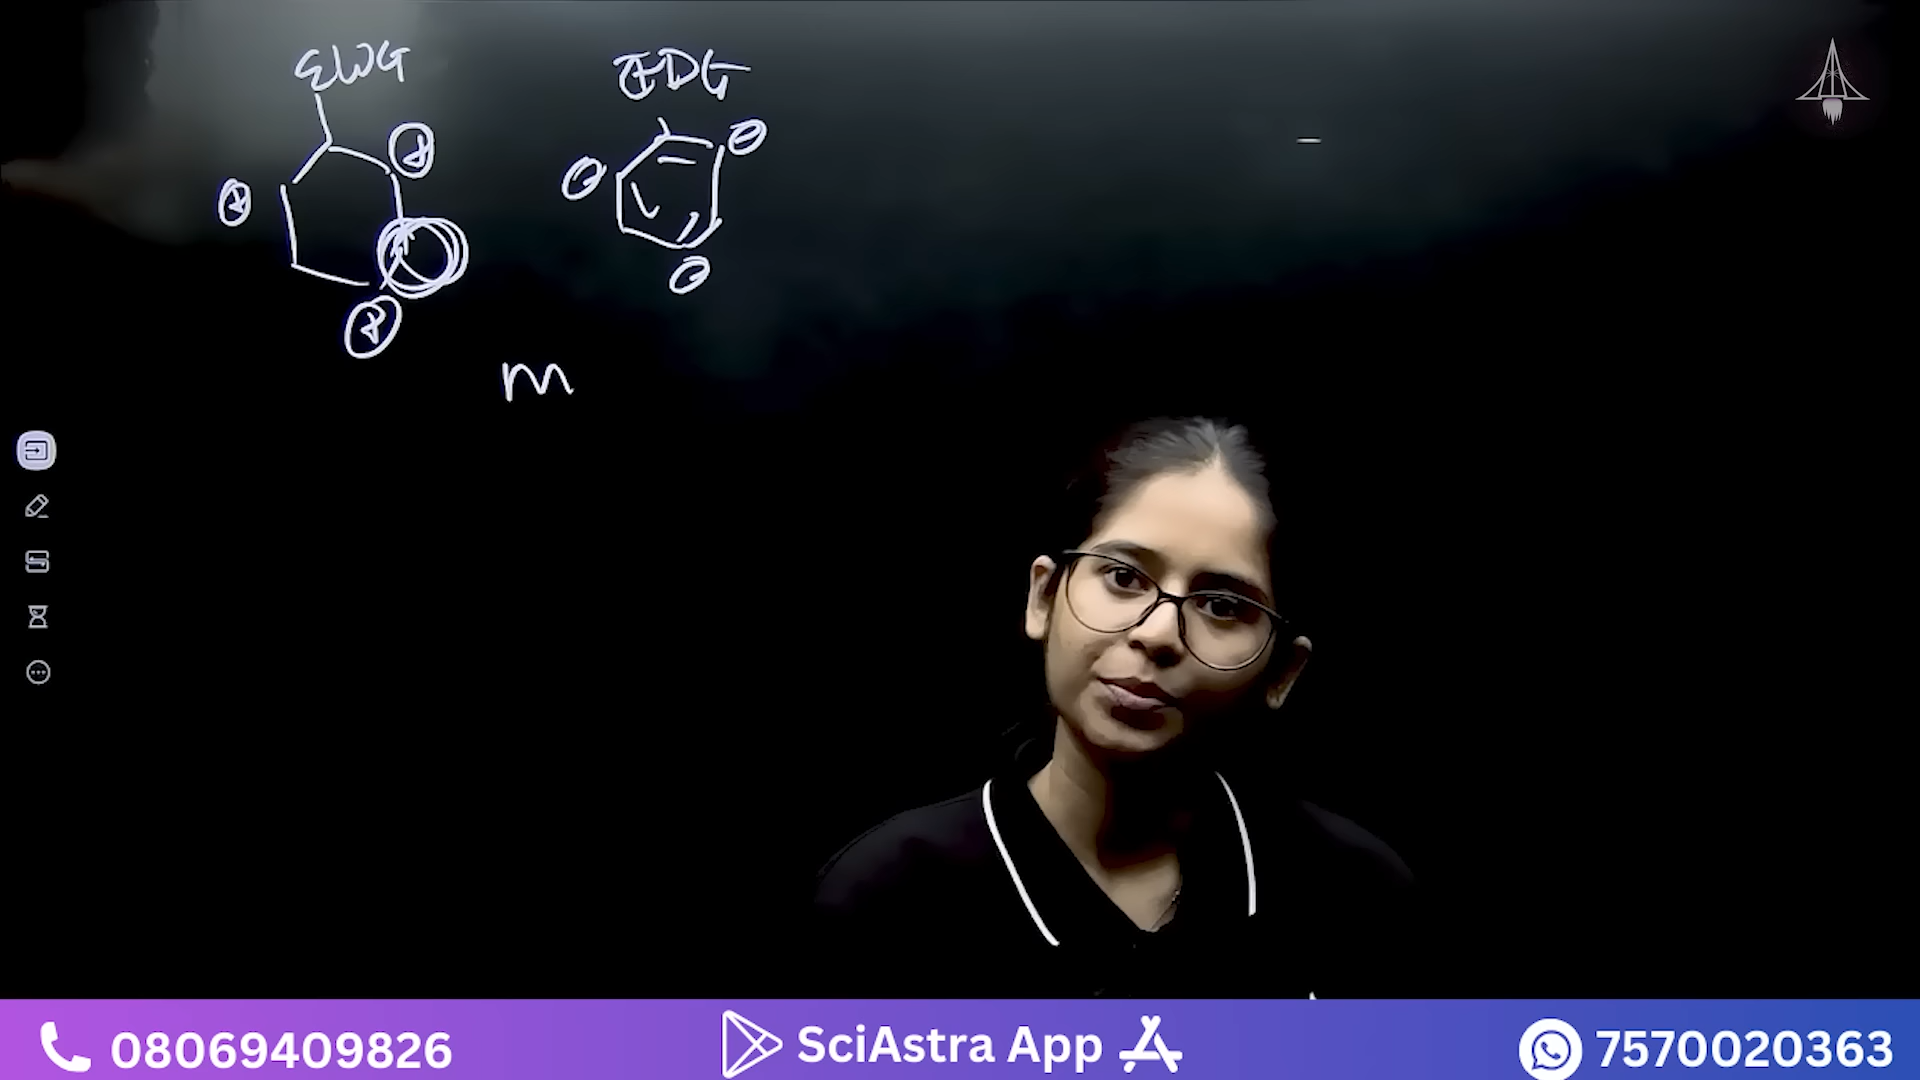 EWG EDG
⊕ ⊖
⊕ ⊖
⊕ ⊖
m
08069409826 SciAstra App 7570020363